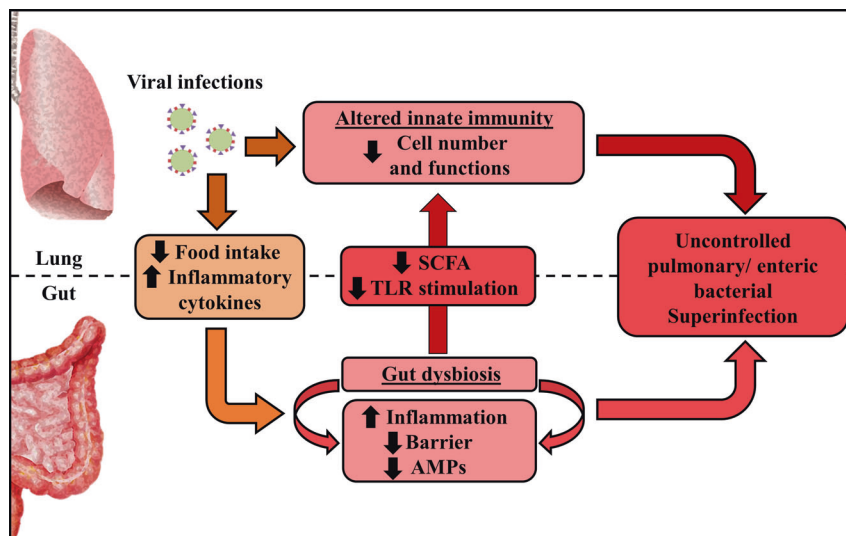 Viral infections
Altered innate immunity
Cell number
and functions
Lung
Gut
Food intake
Inflammatory
cytokines
SCFA
TLR stimulation
Uncontrolled
pulmonary/ enteric
bacterial
Superinfection
Gut dysbiosis
Inflammation
Barrier
AMPs